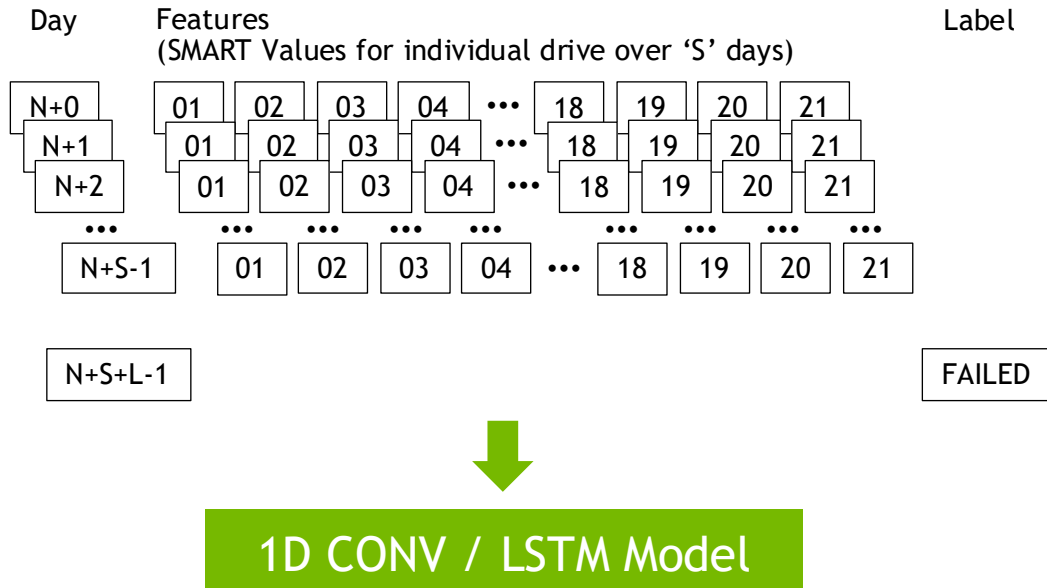 Day Features Label
(SMART Values for individual drive over ‘S’ days)
N+0 01 02 03 04 ••• 18 19 20 21
N+1 01 02 03 04 ••• 18 19 20 21
N+2 01 02 03 04 ••• 18 19 20 21
••• ••• ••• ••• ••• ••• ••• ••• •••
N+S-1 01 02 03 04 ••• 18 19 20 21
N+S+L-1 FAILED
1D CONV / LSTM Model